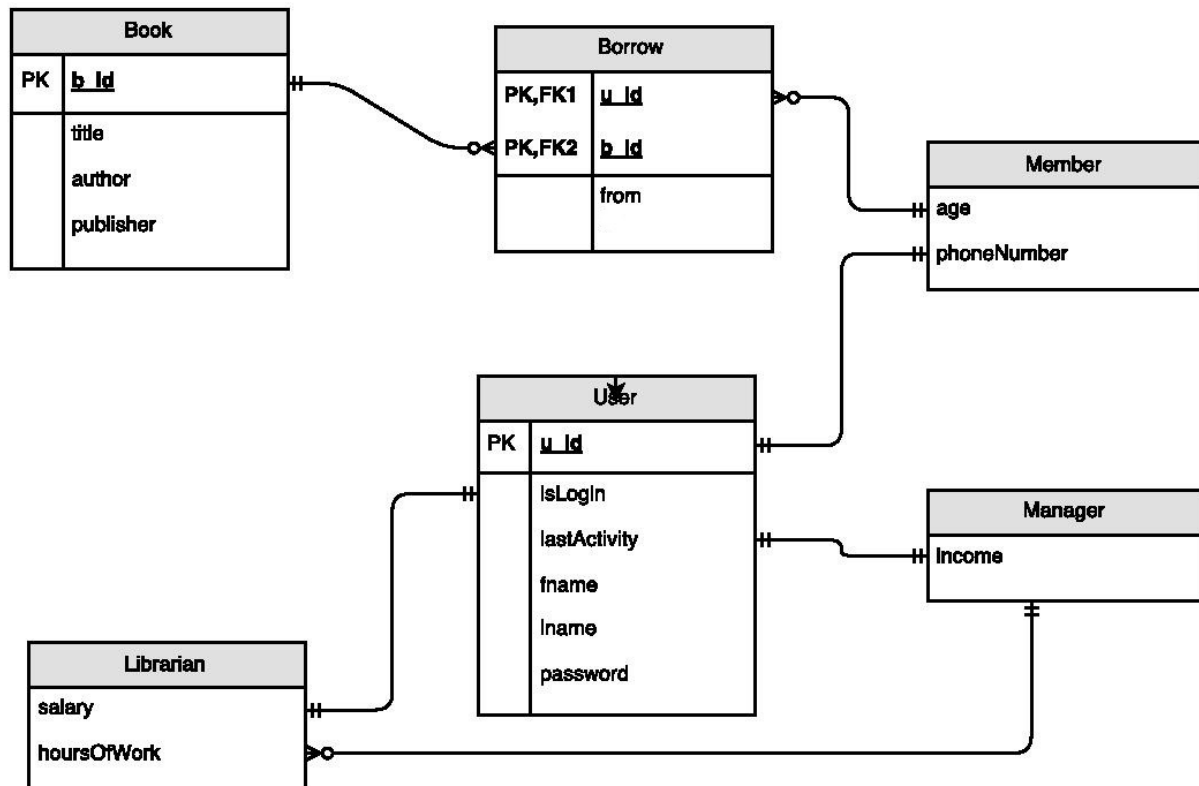 Book
PK b_id
title
author
publisher
Borrow
PK,FK1 u_id
PK,FK2 b_id
from
Member
age
phoneNumber
User
PK u_id
isLogin
lastActivity
fname
lname
password
Manager
income
Librarian
salary
hoursOfWork